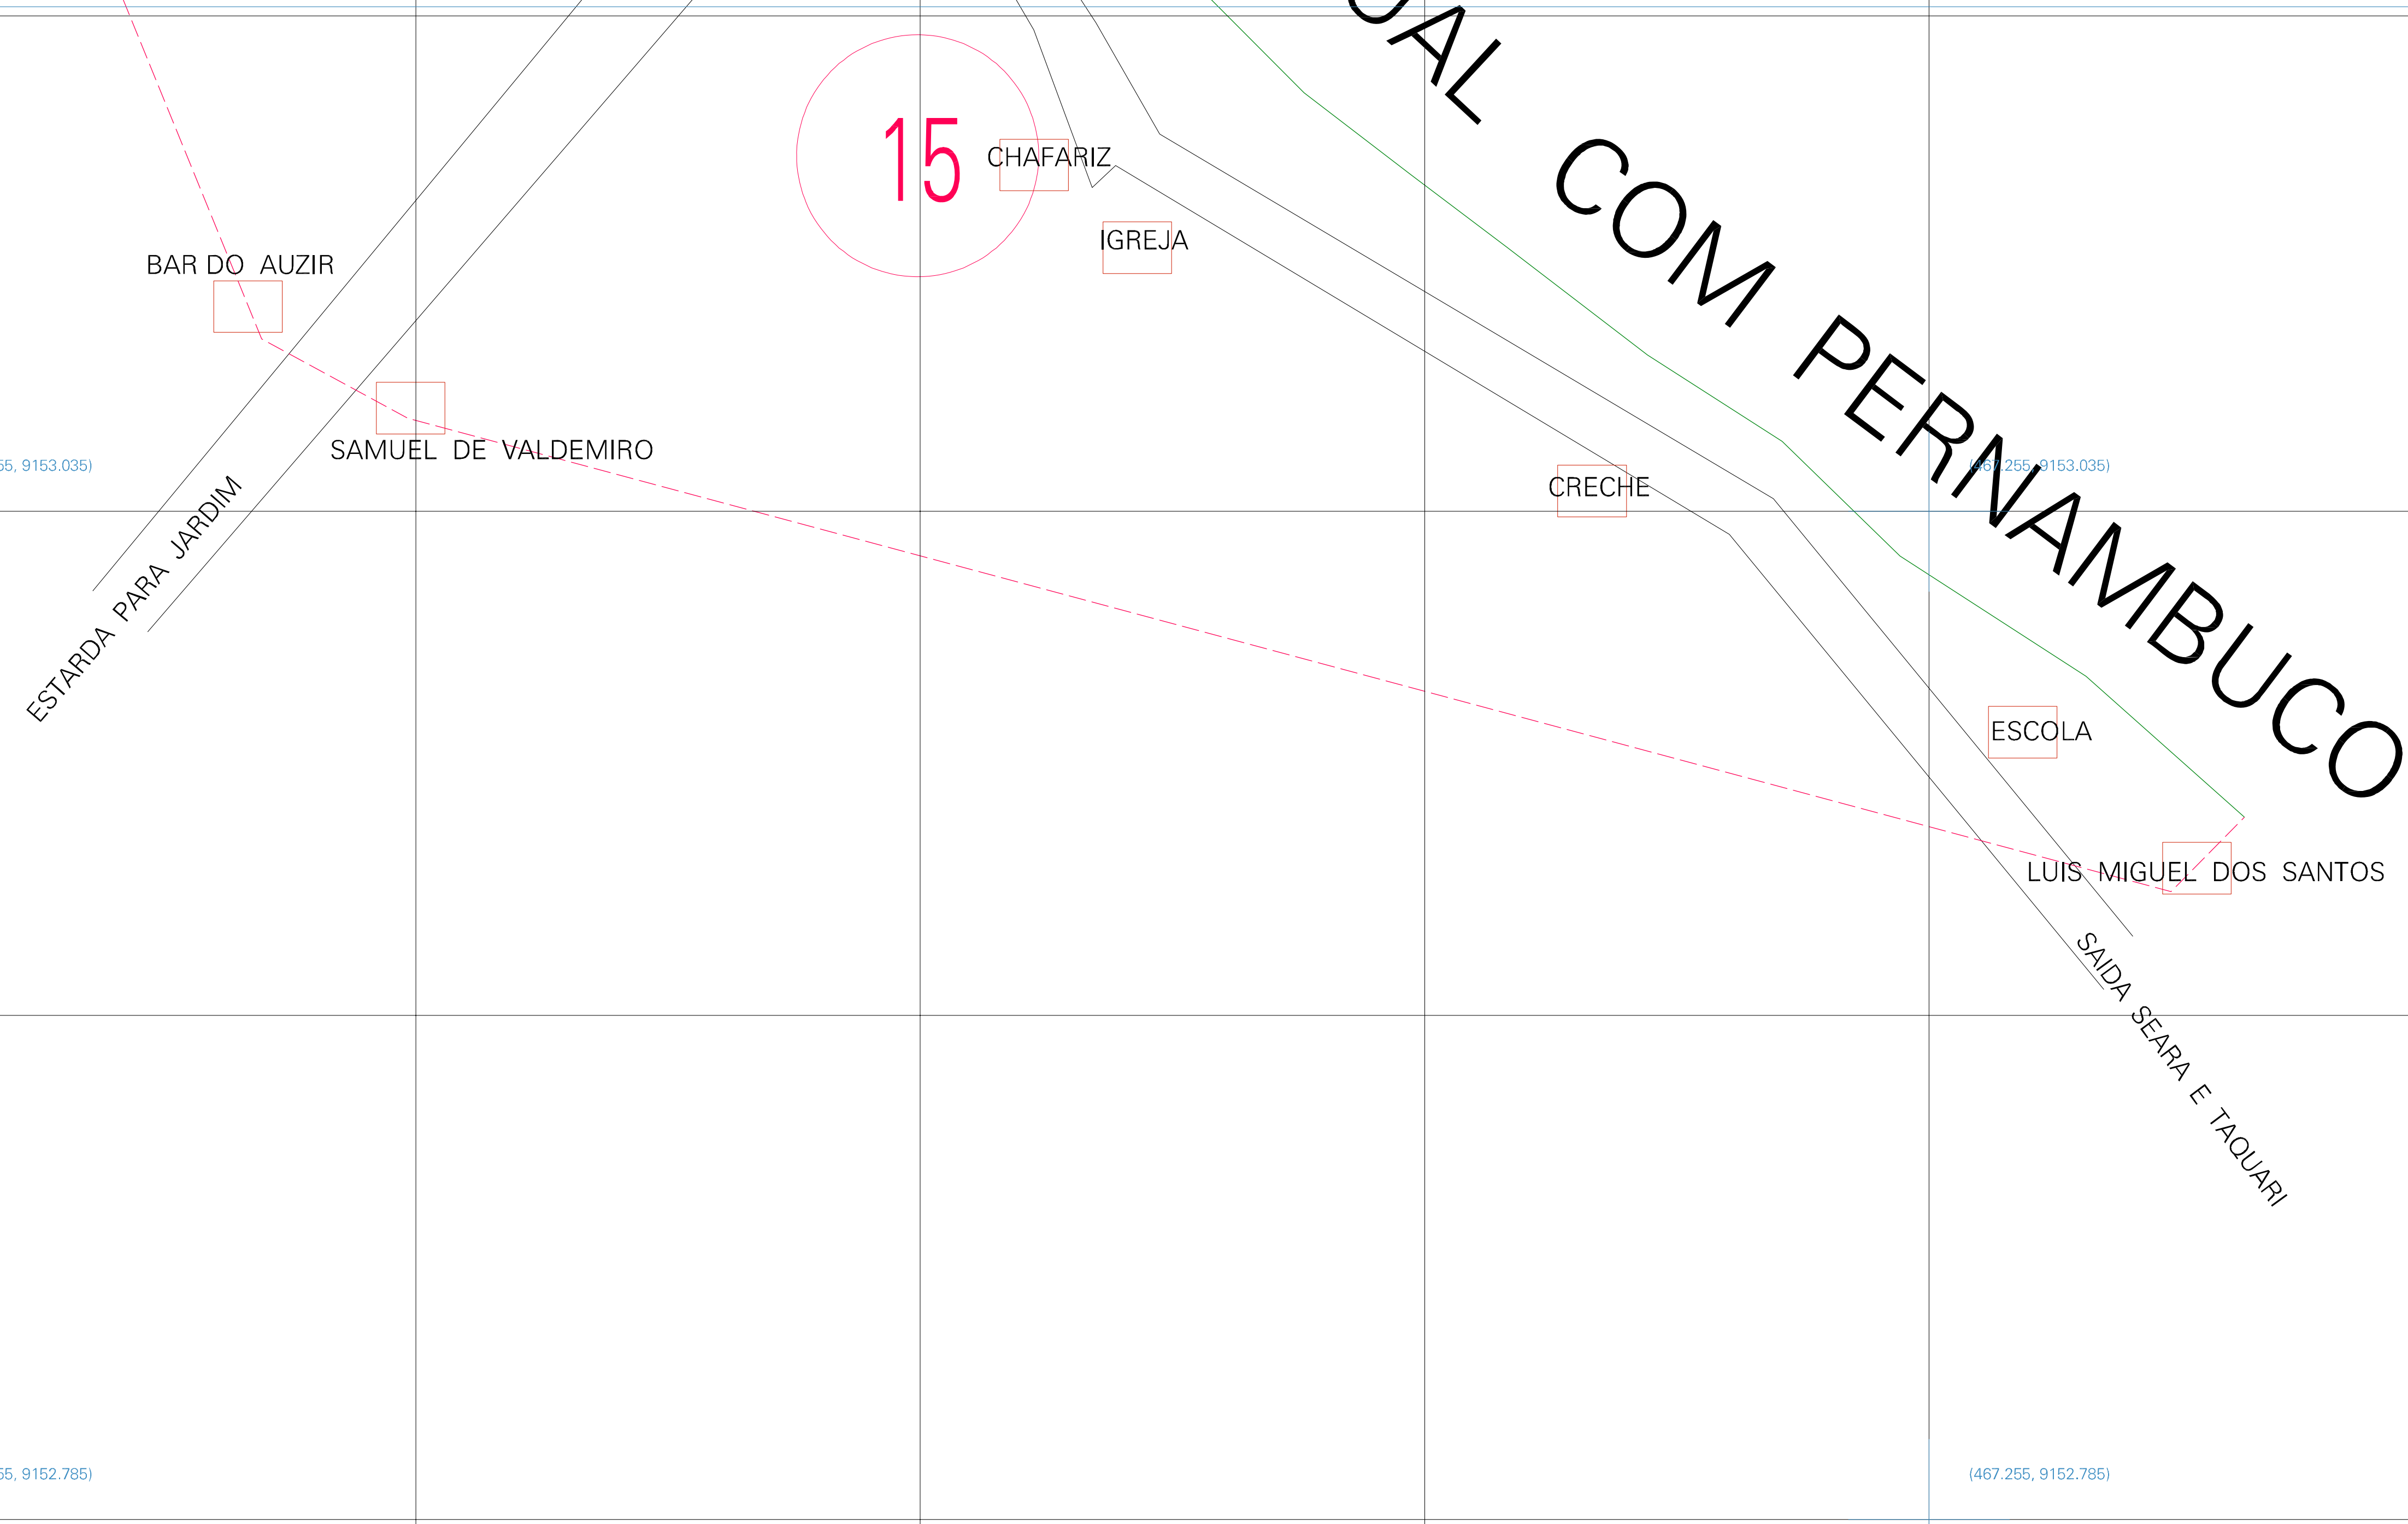 UAL COM PERNAMBUCO
15
CHAFARIZ
IGREJA
BAR DO AUZIR
SAMUEL DE VALDEMIRO
55, 9153.035)
(467.255, 9153.035)
CRECHE
ESTARDA PARA JARDIM
ESCOLA
LUIS MIGUEL DOS SANTOS
SAIDA SEARA E TAQUARI
55, 9152.785)
(467.255, 9152.785)